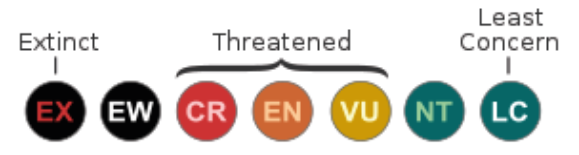 Extinct
Threatened
Least
Concern
EX EW CR EN VU NT LC